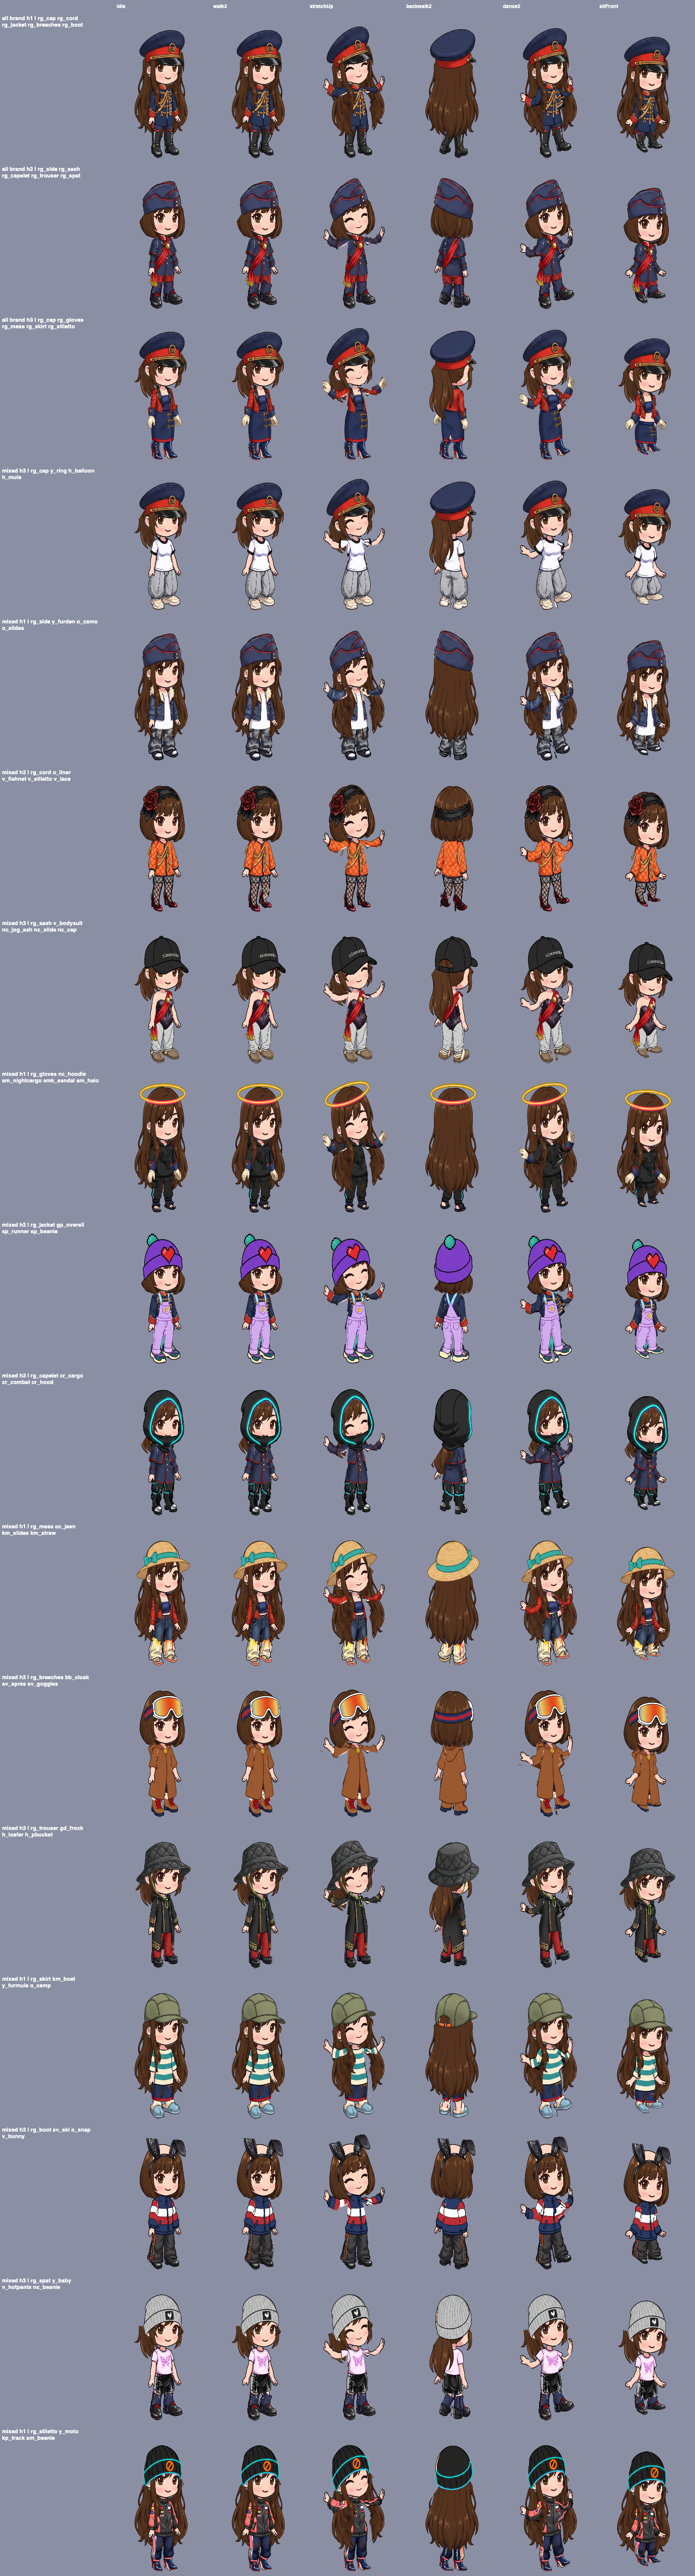 idle walk2 stretchUp backwalk2 dance2 sitFront
all brand h1 | rg_cap rg_cord
rg_jacket rg_breeches rg_boot
all brand h2 | rg_side rg_sash
rg_capelet rg_trouser rg_spat
all brand h3 | rg_cap rg_gloves
rg_mess rg_skirt rg_stiletto
mixed h3 | rg_cap y_ring h_balloon
h_mule
mixed h1 | rg_side y_furden o_camo
o_slides
mixed h2 | rg_cord o_liner
v_fishnet v_stiletto v_lace
mixed h3 | rg_sash v_bodysuit
nc_jog_ash nc_slide nc_cap
mixed h1 | rg_gloves nc_hoodie
sm_nightcargo smk_sandal sm_halo
mixed h2 | rg_jacket gp_overall
sp_runner sp_beanie
mixed h3 | rg_capelet cr_cargo
cr_combat cr_hood
mixed h1 | rg_mess oc_jean
km_slides km_straw
mixed h2 | rg_breeches bb_cloak
sv_apres sv_goggles
mixed h3 | rg_trouser gd_frock
h_loafer h_pbucket
mixed h1 | rg_skirt km_boat
y_furmule o_camp
mixed h2 | rg_boot sv_ski o_snap
v_bunny
mixed h3 | rg_spat y_baby
v_hotpants nc_beanie
mixed h1 | rg_stiletto y_moto
kp_track sm_beanie